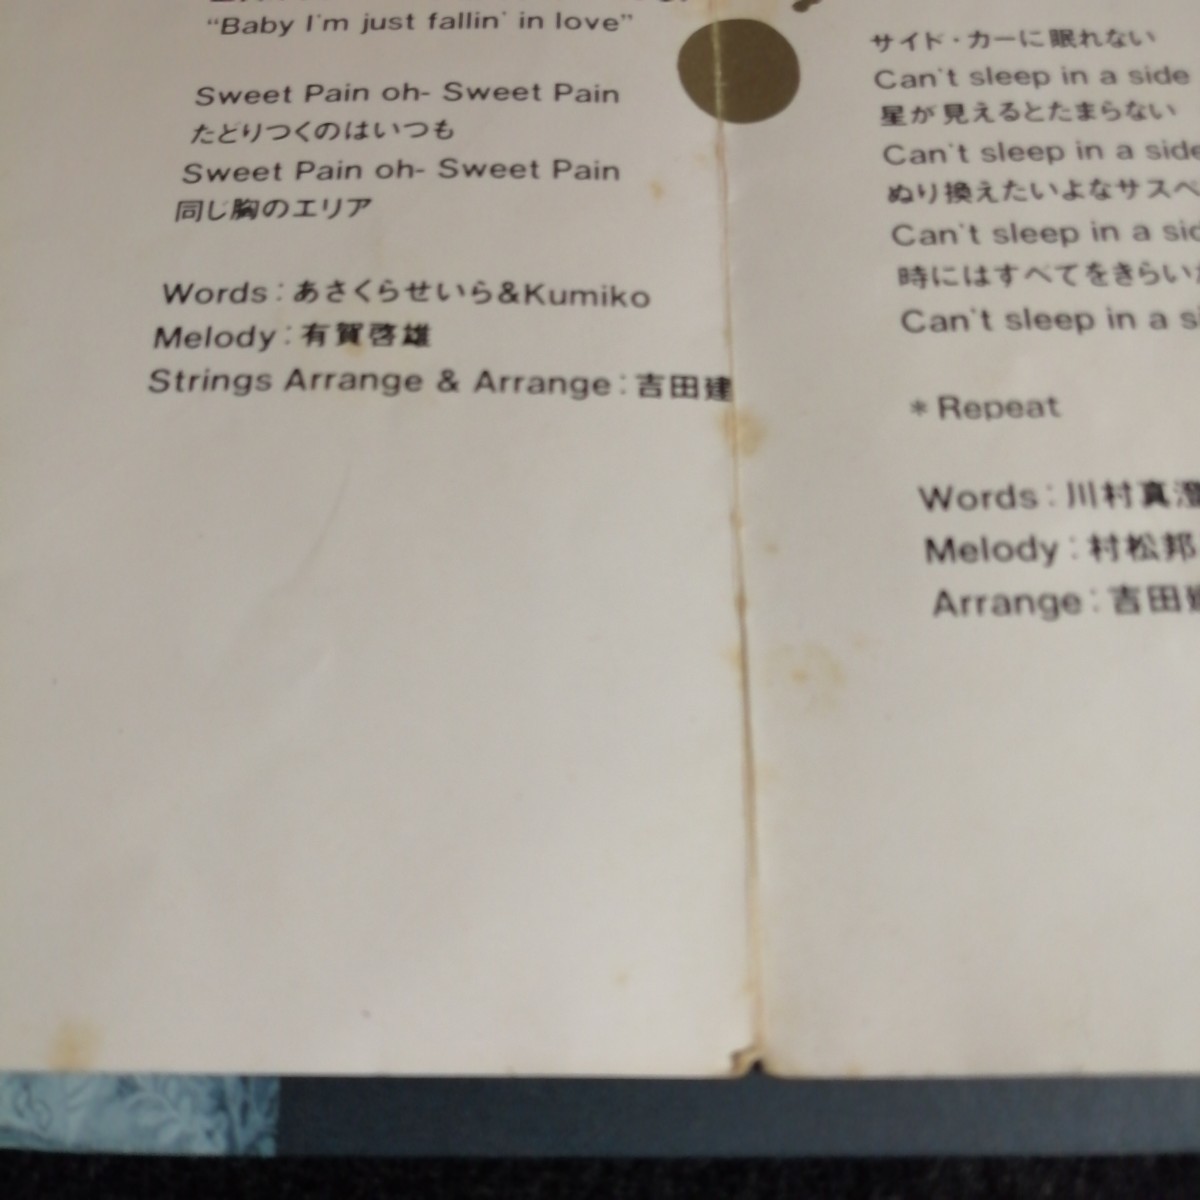 “Baby I'm just fallin' in love”
Sweet Pain oh- Sweet Pain
たどりつくのはいつも
Sweet Pain oh- Sweet Pain
同じ胸のエリア
Words：あさくらせいら&Kumiko
Melody：有賀啓雄
Strings Arrange & Arrange：吉田建
サイド・カーに眠れない
Can't sleep in a side
星が見えるとたまらない
Can't sleep in a side
ぬり換えたいよなサスペ
Can't sleep in a sid
時にはすべてをきらい
Can't sleep in a si
＊Repeat
Words：川村真澄
Melody：村松邦
Arrange：吉田建